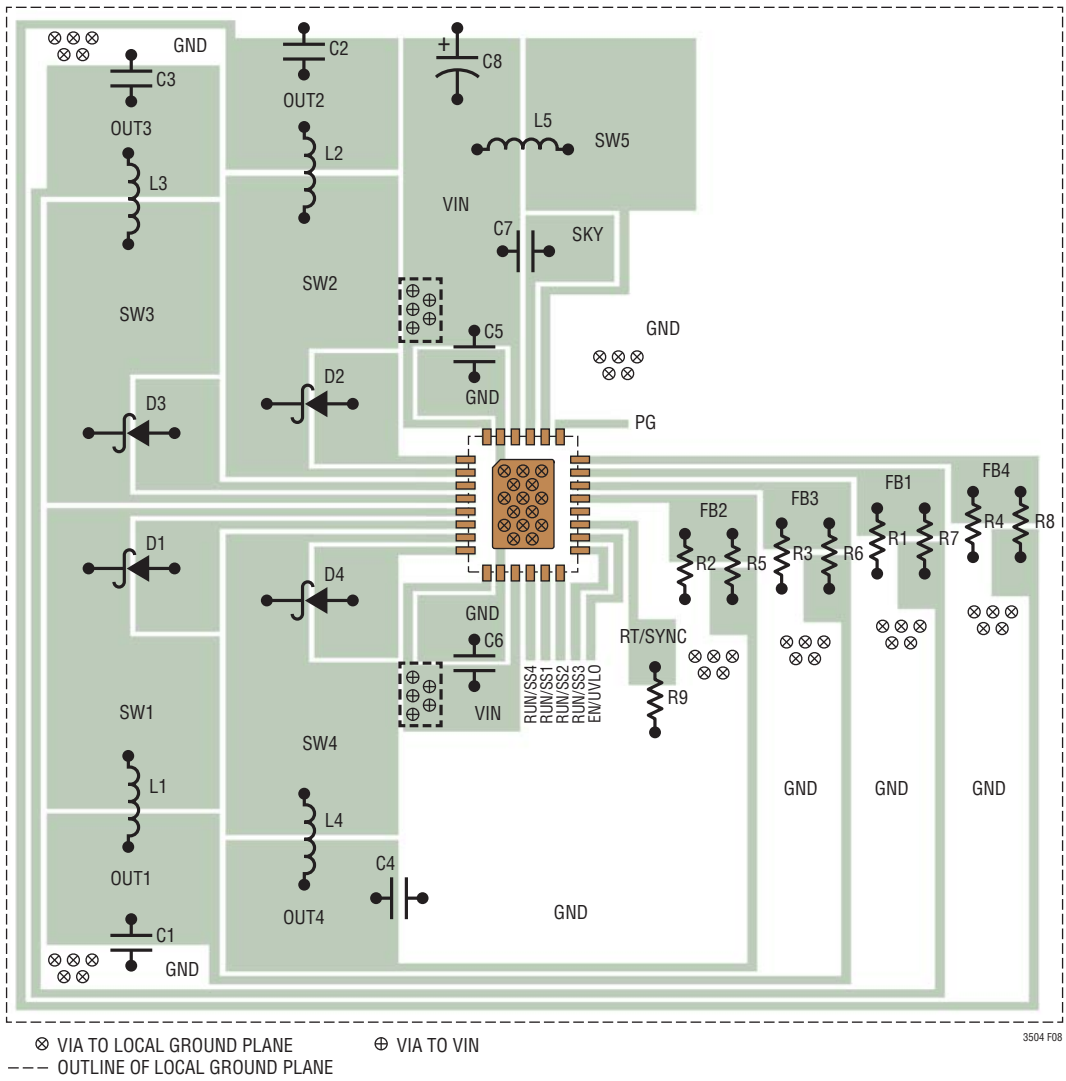 GND
C2
+
C8
C3
OUT2
L5
OUT3
SW5
L2
L3
VIN
C7
SKY
SW2
SW3
GND
C5
D2
GND
D3
PG
FB4
FB1
FB3
FB2
R4
R8
R1
R7
D1
R2
R5
R3
R6
D4
GND
RT/SYNC
C6
R9
VIN
RUN/SS4
RUN/SS1
RUN/SS2
RUN/SS3
EN/UVLO
SW1
SW4
L1
GND
GND
GND
L4
C4
OUT1
OUT4
GND
C1
GND
VIA TO LOCAL GROUND PLANE
VIA TO VIN
3504 F08
OUTLINE OF LOCAL GROUND PLANE